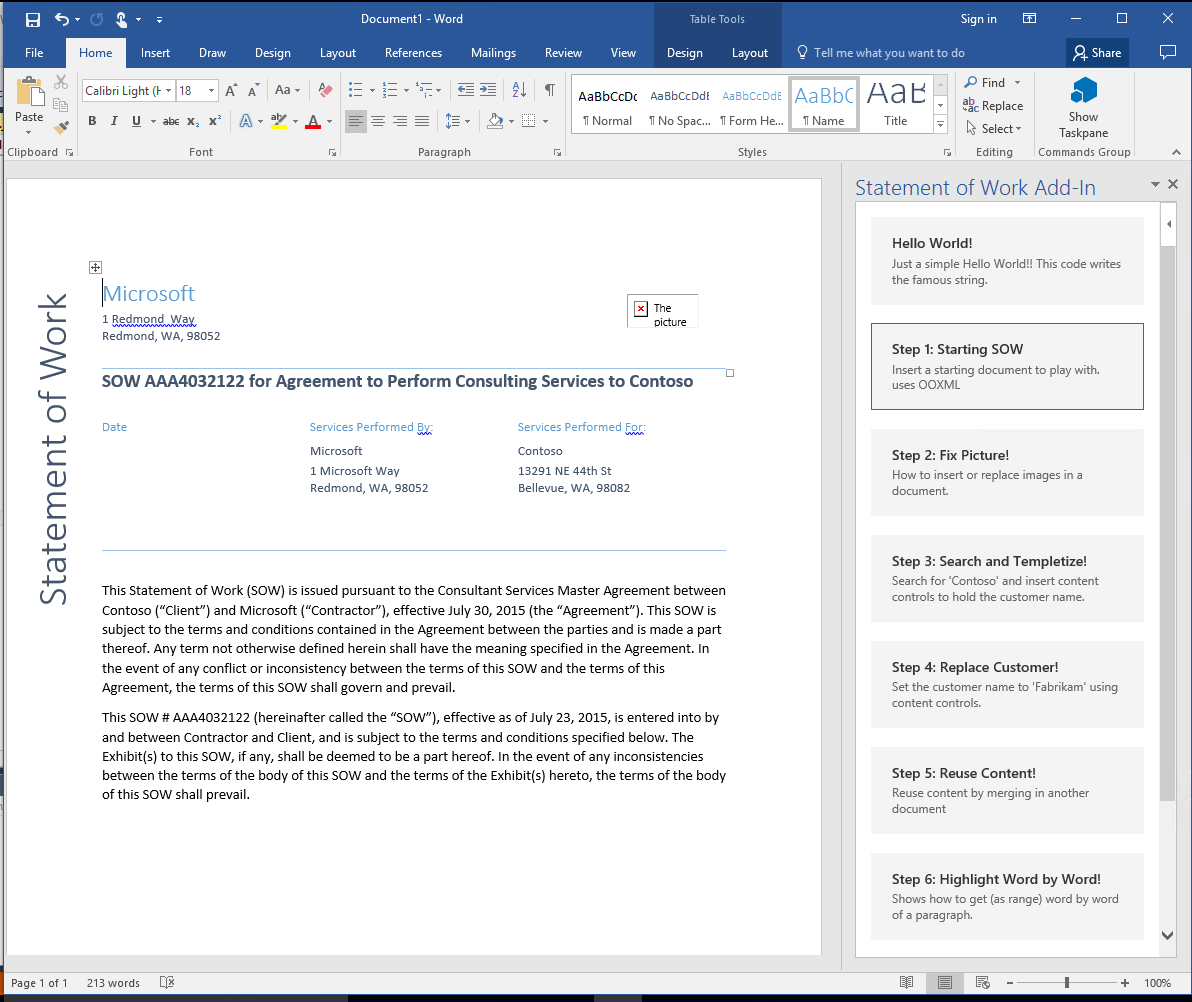 Document1 - Word
Table Tools
Sign in
File
Home
Insert
Draw
Design
Layout
References
Mailings
Review
View
Design
Layout
Tell me what you want to do
Share
Paste
Clipboard
Calibri Light (H
18
Aa
B I U abc x₂ x²
A
A
Font
Paragraph
AaBbCcDc
¶ Normal
AaBbCcDdE
¶ No Spac...
AaBbCcDdE
¶ Form He...
AaBbC
¶ Name
AaB
Title
Styles
Find
Replace
Select
Editing
Show
Taskpane
Commands Group
Statement of Work
Microsoft
1 Redmond Way
Redmond, WA, 98052
The
picture
SOW AAA4032122 for Agreement to Perform Consulting Services to Contoso
Date
Services Performed By:
Microsoft
1 Microsoft Way
Redmond, WA, 98052
Services Performed For:
Contoso
13291 NE 44th St
Bellevue, WA, 98082
This Statement of Work (SOW) is issued pursuant to the Consultant Services Master Agreement between
Contoso (“Client”) and Microsoft (“Contractor”), effective July 30, 2015 (the “Agreement”). This SOW is
subject to the terms and conditions contained in the Agreement between the parties and is made a part
thereof. Any term not otherwise defined herein shall have the meaning specified in the Agreement. In
the event of any conflict or inconsistency between the terms of this SOW and the terms of this
Agreement, the terms of this SOW shall govern and prevail.
This SOW # AAA4032122 (hereinafter called the “SOW”), effective as of July 23, 2015, is entered into by
and between Contractor and Client, and is subject to the terms and conditions specified below. The
Exhibit(s) to this SOW, if any, shall be deemed to be a part hereof. In the event of any inconsistencies
between the terms of the body of this SOW and the terms of the Exhibit(s) hereto, the terms of the body
of this SOW shall prevail.
Statement of Work Add-In
Hello World!
Just a simple Hello World!! This code writes
the famous string.
Step 1: Starting SOW
Insert a starting document to play with.
uses OOXML
Step 2: Fix Picture!
How to insert or replace images in a
document.
Step 3: Search and Templetize!
Search for 'Contoso' and insert content
controls to hold the customer name.
Step 4: Replace Customer!
Set the customer name to 'Fabrikam' using
content controls.
Step 5: Reuse Content!
Reuse content by merging in another
document
Step 6: Highlight Word by Word!
Shows how to get (as range) word by word
of a paragraph.
Page 1 of 1
213 words
100%